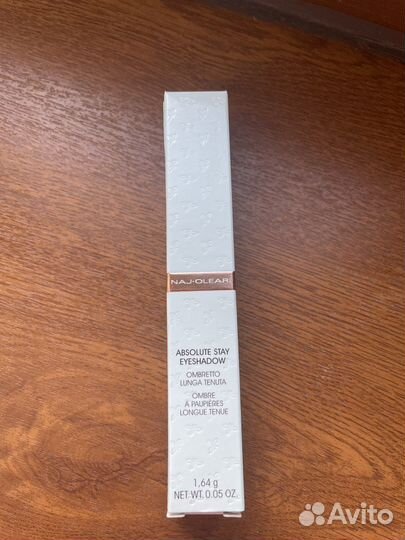 NAJ•OLEARI
ABSOLUTE STAY
EYESHADOW
OMBRETTO
LUNGA TENUTA
OMBRE
À PAUPIÈRES
LONGUE TENUE
1,64 g
NET. WT. 0.05 OZ.
Avito